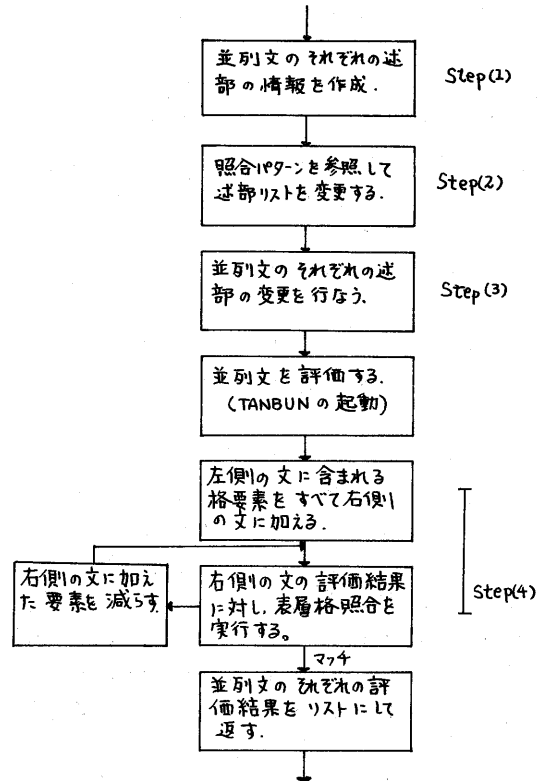 並列文のそれぞれの述
部の情報を作成.
Step(1)
照合パターンを参照して
述部リストを変更する.
Step(2)
並列文のそれぞれの述
部の変更を行なう.
Step(3)
並列文を評価する.
(TANBUNの起動)
左側の文に含まれる
格要素をすべて右側
の文に加える.
右側の文に加え
た要素を減らす.
右側の文の評価結果
に対し,表層格照合を
実行する。
Step(4)
マッチ
並列文のそれぞれの評
価結果をリストにして
返す.